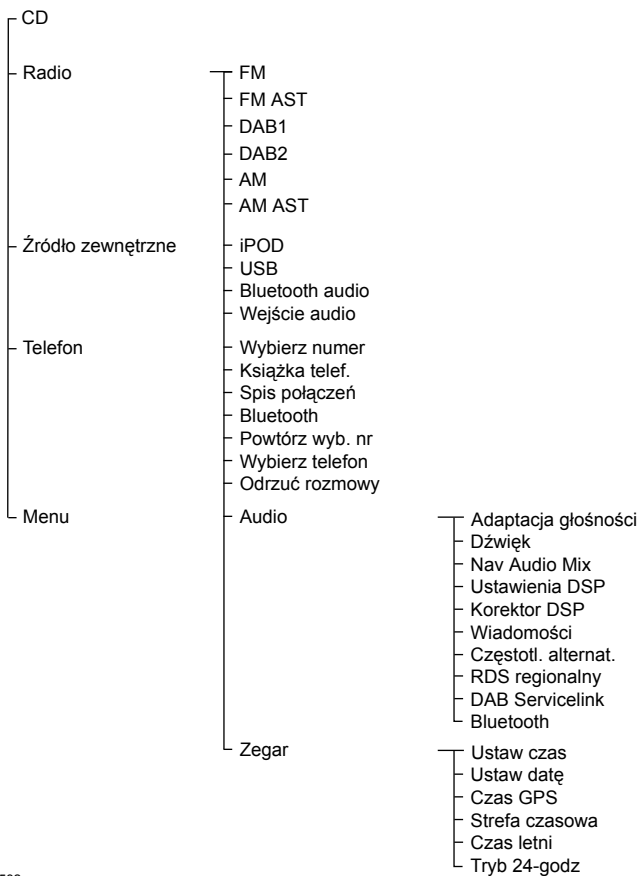 CD
Radio
FM
FM AST
DAB1
DAB2
AM
AM AST
Źródło zewnętrzne
iPOD
USB
Bluetooth audio
Wejście audio
Telefon
Wybierz numer
Książka telef.
Spis połączeń
Bluetooth
Powtórz wyb. nr
Wybierz telefon
Odrzuć rozmowy
Menu
Audio
Adaptacja głośności
Dźwięk
Nav Audio Mix
Ustawienia DSP
Korektor DSP
Wiadomości
Częstotl. alternat.
RDS regionalny
DAB Servicelink
Bluetooth
Zegar
Ustaw czas
Ustaw datę
Czas GPS
Strefa czasowa
Czas letni
Tryb 24-godz